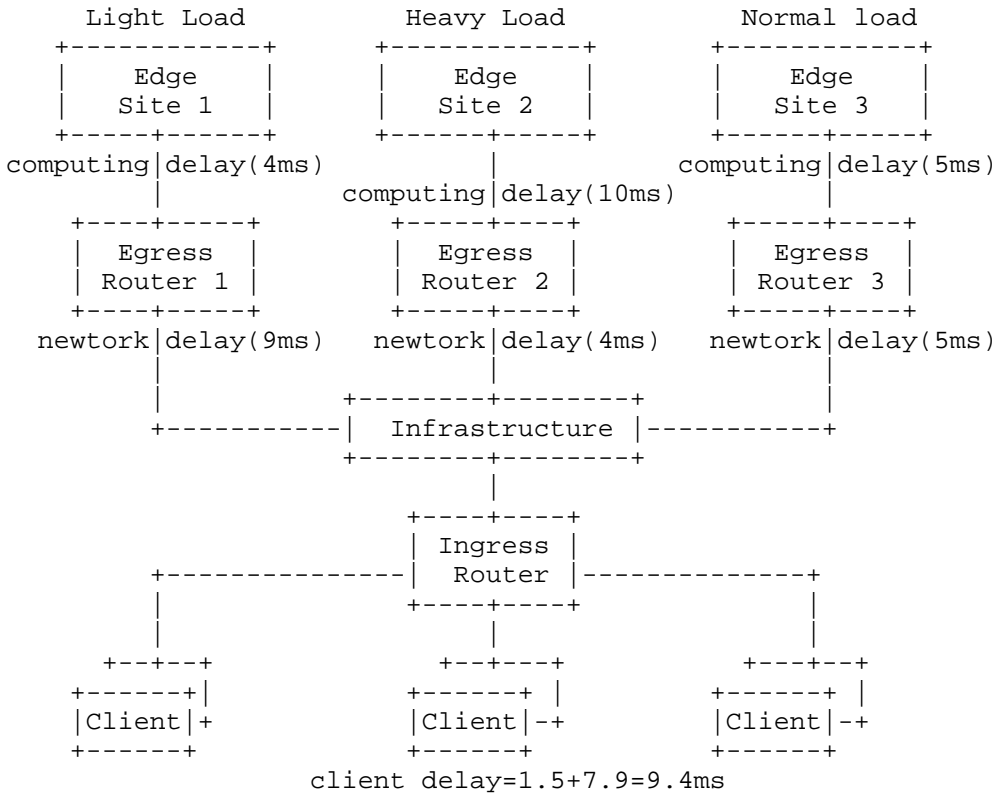 Light Load Heavy Load Normal load
Edge Edge Edge
Site 1 Site 2 Site 3
computing delay(4ms) computing delay(5ms)
computing delay(10ms)
Egress Egress Egress
Router 1 Router 2 Router 3
newtork delay(9ms) newtork delay(4ms) newtork delay(5ms)
Infrastructure
Ingress
Router
Client Client Client
client delay=1.5+7.9=9.4ms